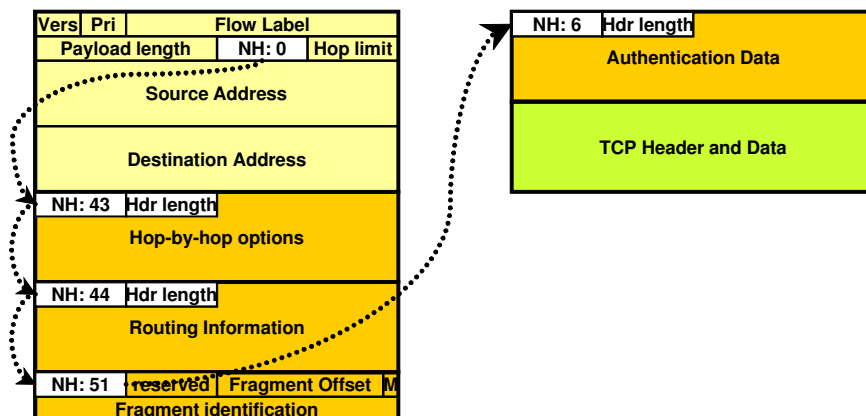 Vers Pri Flow Label
Payload length NH: 0 Hop limit
Source Address
Destination Address
NH: 43 Hdr length
Hop-by-hop options
NH: 44 Hdr length
Routing Information
NH: 51 reserved Fragment Offset M
Fragment identification
NH: 6 Hdr length
Authentication Data
TCP Header and Data